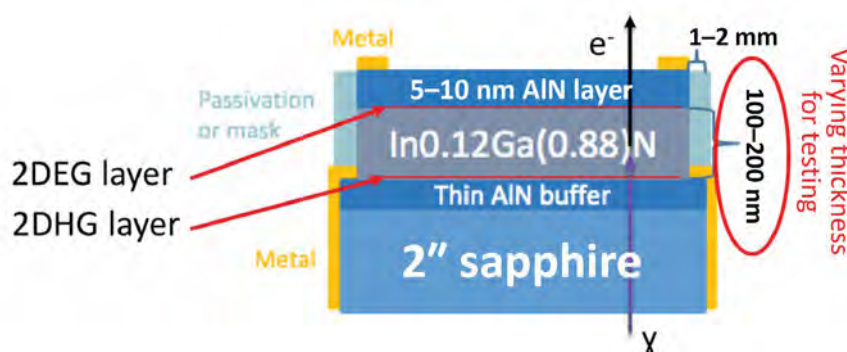 Metal
e-
1–2 mm
5–10 nm AlN layer
Passivation
or mask
In0.12Ga(0.88)N
2DEG layer
2DHG layer
Thin AlN buffer
Metal
2″ sapphire
γ
100–200 nm
Varying thickness
for testing